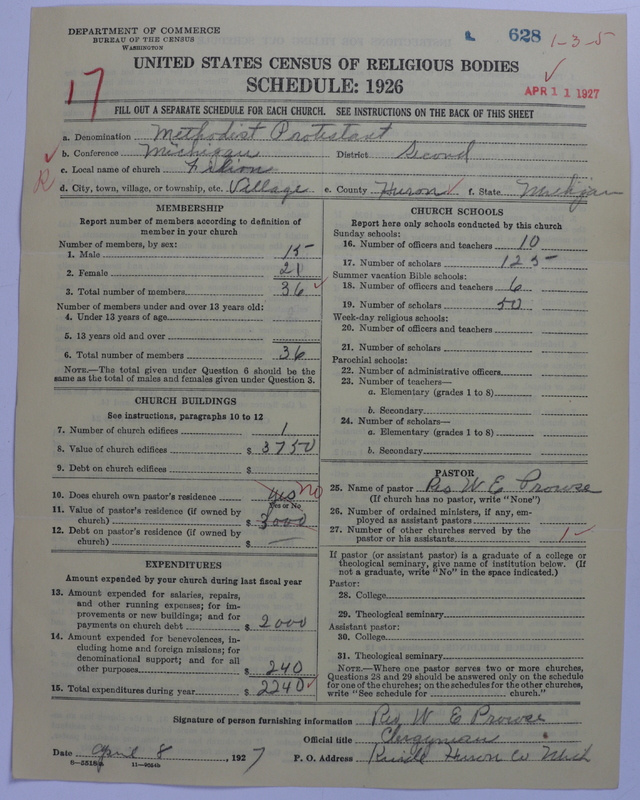 DEPARTMENT OF COMMERCE
BUREAU OF THE CENSUS
WASHINGTON
628 1-3-5
UNITED STATES CENSUS OF RELIGIOUS BODIES
SCHEDULE: 1926
17
APR 11 1927
FILL OUT A SEPARATE SCHEDULE FOR EACH CHURCH. SEE INSTRUCTIONS ON THE BACK OF THIS SHEET
a. Denomination Methodist Protestant
b. Conference Michigan District Second
c. Local name of church Filion
R
d. City, town, village, or township, etc. Village e. County Huron f. State Michigan
MEMBERSHIP
Report number of members according to definition of
member in your church
Number of members, by sex:
1. Male 15
2. Female 21
3. Total number of members 36
Number of members under and over 13 years old:
4. Under 13 years of age
5. 13 years old and over
6. Total number of members 36
NOTE.—The total given under Question 6 should be the
same as the total of males and females given under Question 3.
CHURCH BUILDINGS
See instructions, paragraphs 10 to 12
7. Number of church edifices 1
8. Value of church edifices $ 3750
9. Debt on church edifices $
10. Does church own pastor's residence yes No
Yes or No
11. Value of pastor's residence (if owned by
church) $ 3000
12. Debt on pastor's residence (if owned by
church) $ —
EXPENDITURES
Amount expended by your church during last fiscal year
13. Amount expended for salaries, repairs,
and other running expenses; for im-
provements or new buildings; and for
payments on church debt $ 2000
14. Amount expended for benevolences, in-
cluding home and foreign missions; for
denominational support; and for all
other purposes $ 240
15. Total expenditures during year $ 2240
CHURCH SCHOOLS
Report here only schools conducted by this church
Sunday schools:
16. Number of officers and teachers 10
17. Number of scholars 125
Summer vacation Bible schools:
18. Number of officers and teachers 6
19. Number of scholars 50
Week-day religious schools:
20. Number of officers and teachers
21. Number of scholars
Parochial schools:
22. Number of administrative officers
23. Number of teachers—
a. Elementary (grades 1 to 8)
b. Secondary
24. Number of scholars—
a. Elementary (grades 1 to 8)
b. Secondary
PASTOR
25. Name of pastor Rev W E Prowse
(If church has no pastor, write "None")
26. Number of ordained ministers, if any, em-
ployed as assistant pastors
27. Number of other churches served by the
pastor or his assistants 1
If pastor (or assistant pastor) is a graduate of a college or
theological seminary, give name of institution below. (If
not a graduate, write "No" in the space indicated.)
Pastor:
28. College
29. Theological seminary
Assistant pastor:
30. College
31. Theological seminary
NOTE.—Where one pastor serves two or more churches,
Questions 28 and 29 should be answered only on the schedule
for one of the churches; on the schedules for the other churches,
write "See schedule for church."
Signature of person furnishing information Rev W E Prowse
Official title Clergyman
Date April 8, 1927 P. O. Address Huron Co Mich
8-5518 11-9064b